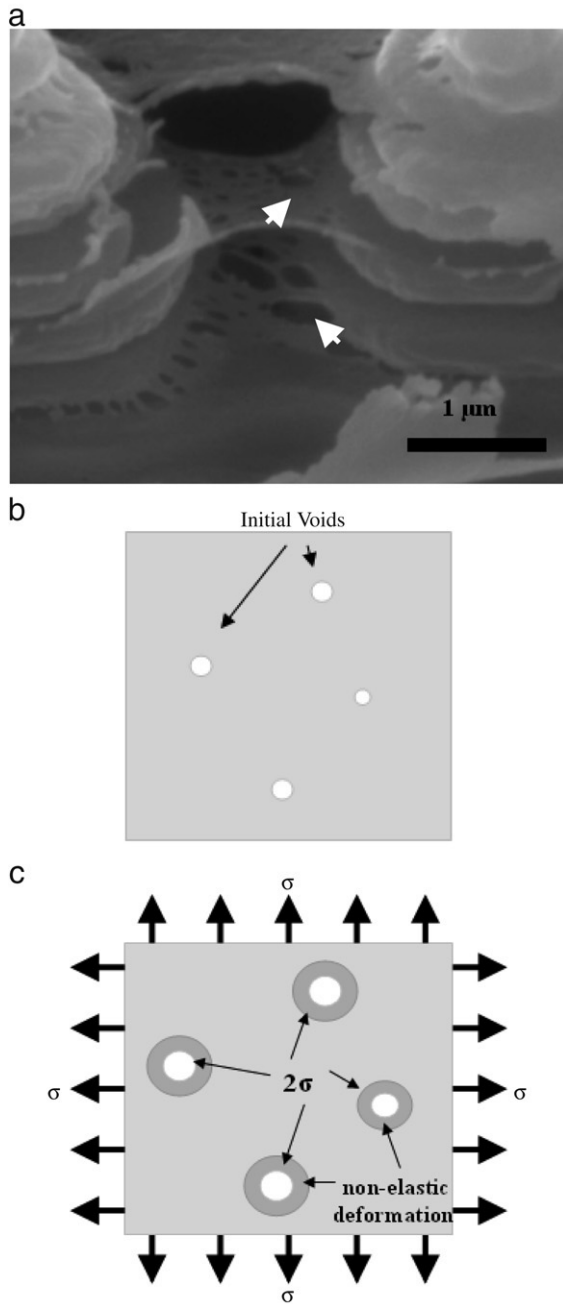 a
1 μm
b
Initial Voids
c
σ
σ
2σ
σ
non-elastic
deformation
σ